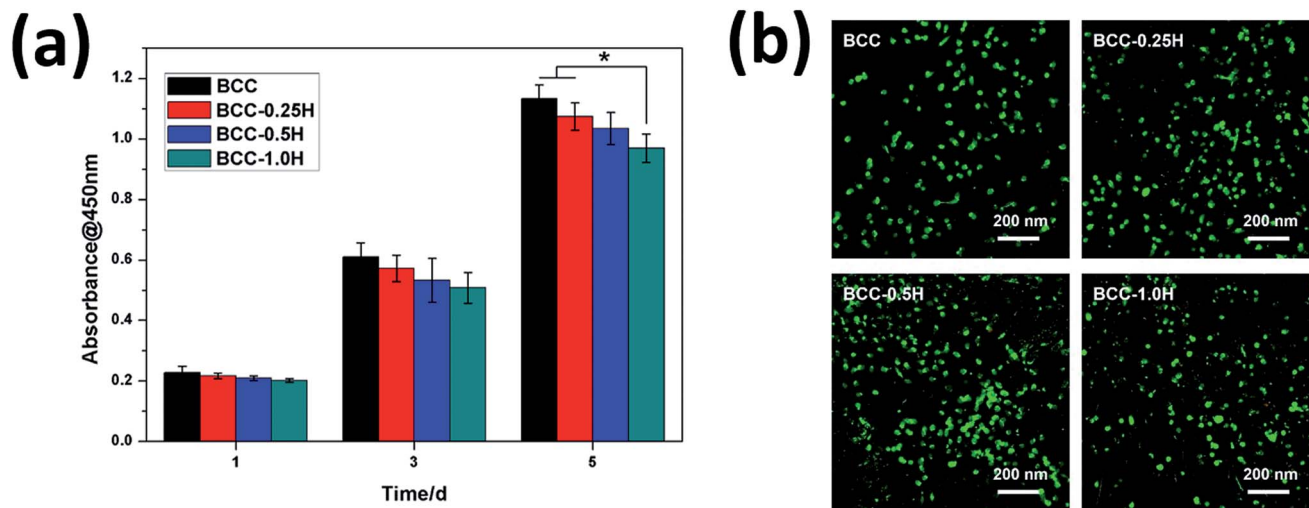 (a)
Absorbance@450nm
1.2
1.0
0.8
0.6
0.4
0.2
0.0
BCC
BCC-0.25H
BCC-0.5H
BCC-1.0H
*
1 3 5
Time/d
(b)
BCC
200 nm
BCC-0.25H
200 nm
BCC-0.5H
200 nm
BCC-1.0H
200 nm